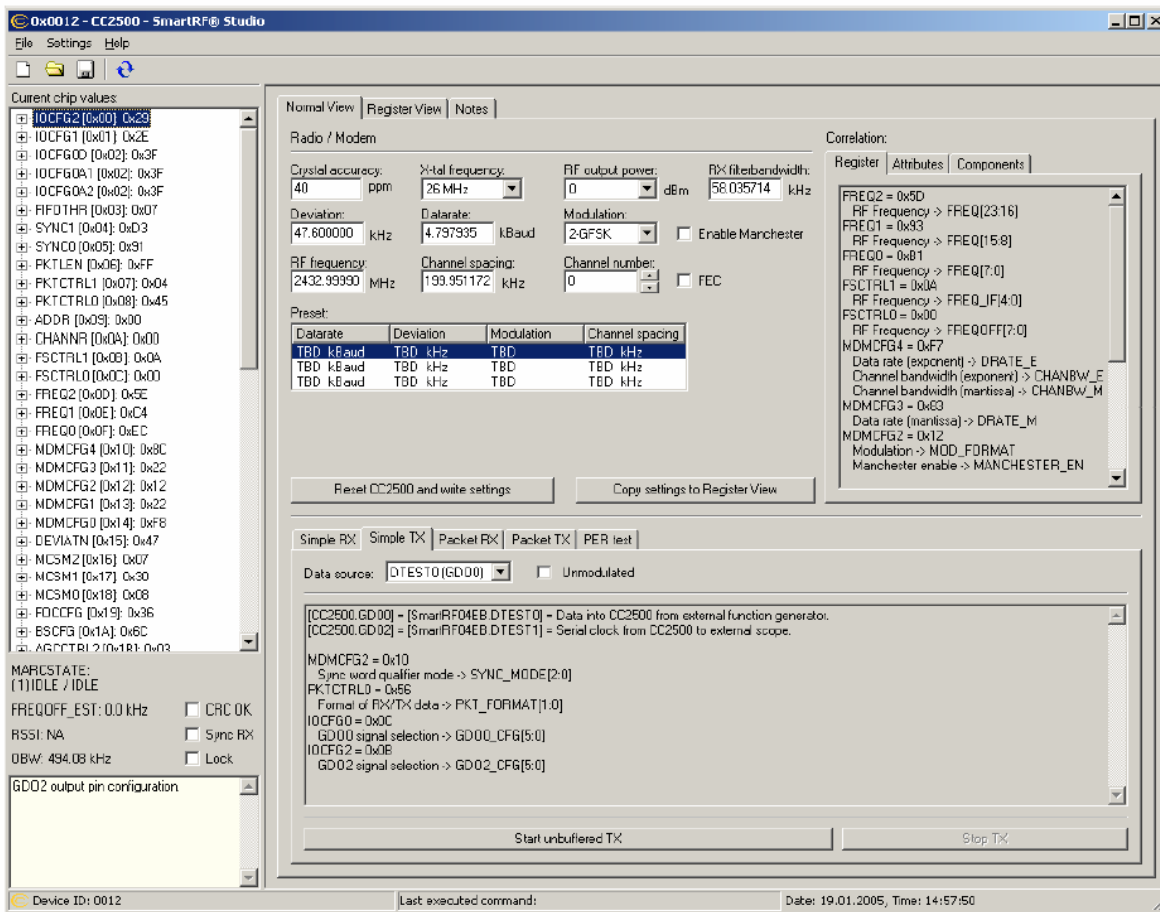 0x0012 - CC2500 - SmartRF® Studio
File Settings Help
Current chip values:
IOCFG2 [0x00]: 0x29
IOCFG1 [0x01]: 0x2E
IOCFG0D [0x02]: 0x3F
IOCFG0A1 [0x02]: 0x3F
IOCFG0A2 [0x02]: 0x3F
FIFOTHR [0x03]: 0x07
SYNC1 [0x04]: 0xD3
SYNC0 [0x05]: 0x91
PKTLEN [0x06]: 0xFF
PKTCTRL1 [0x07]: 0x04
PKTCTRL0 [0x08]: 0x45
ADDR [0x09]: 0x00
CHANNR [0x0A]: 0x00
FSCTRL1 [0x0B]: 0x0A
FSCTRL0 [0x0C]: 0x00
FREQ2 [0x0D]: 0x5E
FREQ1 [0x0E]: 0xC4
FREQ0 [0x0F]: 0xEC
MDMCFG4 [0x10]: 0x8C
MDMCFG3 [0x11]: 0x22
MDMCFG2 [0x12]: 0x12
MDMCFG1 [0x13]: 0x22
MDMCFG0 [0x14]: 0xF8
DEVIATN [0x15]: 0x47
MCSM2 [0x16]: 0x07
MCSM1 [0x17]: 0x30
MCSM0 [0x18]: 0x08
FOCCFG [0x19]: 0x36
BSCFG [0x1A]: 0x6C
AGCCTRL2 [0x1B]: 0x03
MARCSTATE:
(1) IDLE / IDLE
FREQOFF_EST: 0.0 kHz CRC OK
RSSI: NA Sync RX
OBW: 494.08 kHz Lock
GDO2 output pin configuration.
Normal View Register View Notes
Radio / Modem
Crystal accuracy: X-tal frequency: RF output power: RX filterbandwidth:
40 ppm 26 MHz 0 dBm 58.035714 kHz
Deviation: Datarate: Modulation:
47.600000 kHz 4.797935 kBaud 2-GFSK Enable Manchester
RF frequency: Channel spacing: Channel number:
2432.99990 MHz 199.951172 kHz 0 FEC
Preset:
Datarate Deviation Modulation Channel spacing
TBD kBaud TBD kHz TBD TBD kHz
TBD kBaud TBD kHz TBD TBD kHz
TBD kBaud TBD kHz TBD TBD kHz
Reset CC2500 and write settings Copy settings to Register View
Correlation:
Register Attributes Components
FREQ2 = 0x5D
RF Frequency -> FREQ[23:16]
FREQ1 = 0x93
RF Frequency -> FREQ[15:8]
FREQ0 = 0xB1
RF Frequency -> FREQ[7:0]
FSCTRL1 = 0x0A
RF Frequency -> FREQ_IF[4:0]
FSCTRL0 = 0x00
RF Frequency -> FREQOFF[7:0]
MDMCFG4 = 0xF7
Data rate (exponent) -> DRATE_E
Channel bandwidth (exponent) -> CHANBW_E
Channel bandwidth (mantissa) -> CHANBW_M
MDMCFG3 = 0x83
Data rate (mantissa) -> DRATE_M
MDMCFG2 = 0x12
Modulation -> MOD_FORMAT
Manchester enable -> MANCHESTER_EN
Simple RX Simple TX Packet RX Packet TX PER test
Data source: DTEST0 (GDO0) Unmodulated
[CC2500.GDO0] = [SmartRF04EB.DTEST0] = Data into CC2500 from external function generator.
[CC2500.GDO2] = [SmartRF04EB.DTEST1] = Serial clock from CC2500 to external scope.
MDMCFG2 = 0x10
Sync word qualifier mode -> SYNC_MODE[2:0]
PKTCTRL0 = 0x56
Format of RX/TX data -> PKT_FORMAT[1:0]
IOCFG0 = 0x0C
GDO0 signal selection -> GDO0_CFG[5:0]
IOCFG2 = 0x0B
GDO2 signal selection -> GDO2_CFG[5:0]
Start unbuffered TX Stop TX
Device ID: 0012 Last executed command: Date: 19.01.2005, Time: 14:57:50